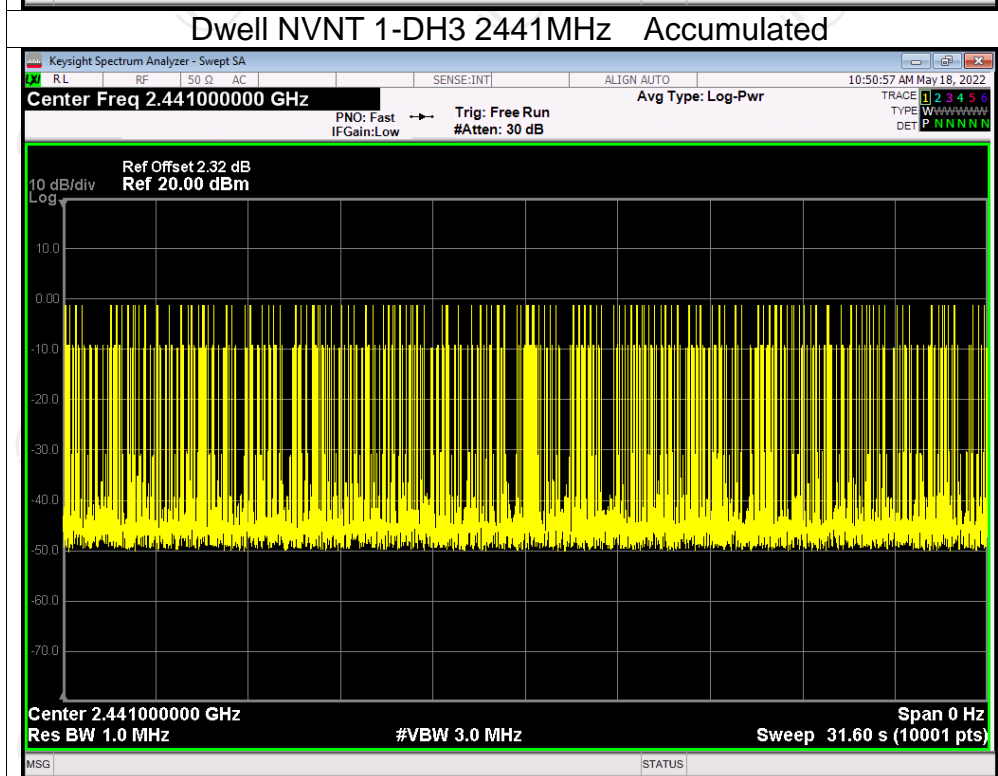 Dwell NVNT 1-DH3 2441MHz Accumulated
Keysight Spectrum Analyzer - Swept SA
LXI RL RF 50 Ω AC SENSE:INT ALIGN AUTO 10:50:57 AM May 18, 2022
Center Freq 2.441000000 GHz Avg Type: Log-Pwr TRACE 1 2 3 4 5 6
PNO: Fast Trig: Free Run TYPE WWWWWW
IFGain:Low #Atten: 30 dB DET P N N N N N
Ref Offset 2.32 dB
10 dB/div Ref 20.00 dBm
Log
10.0
0.00
-10.0
-20.0
-30.0
-40.0
-50.0
-60.0
-70.0
Center 2.441000000 GHz Span 0 Hz
Res BW 1.0 MHz #VBW 3.0 MHz Sweep 31.60 s (10001 pts)
MSG STATUS